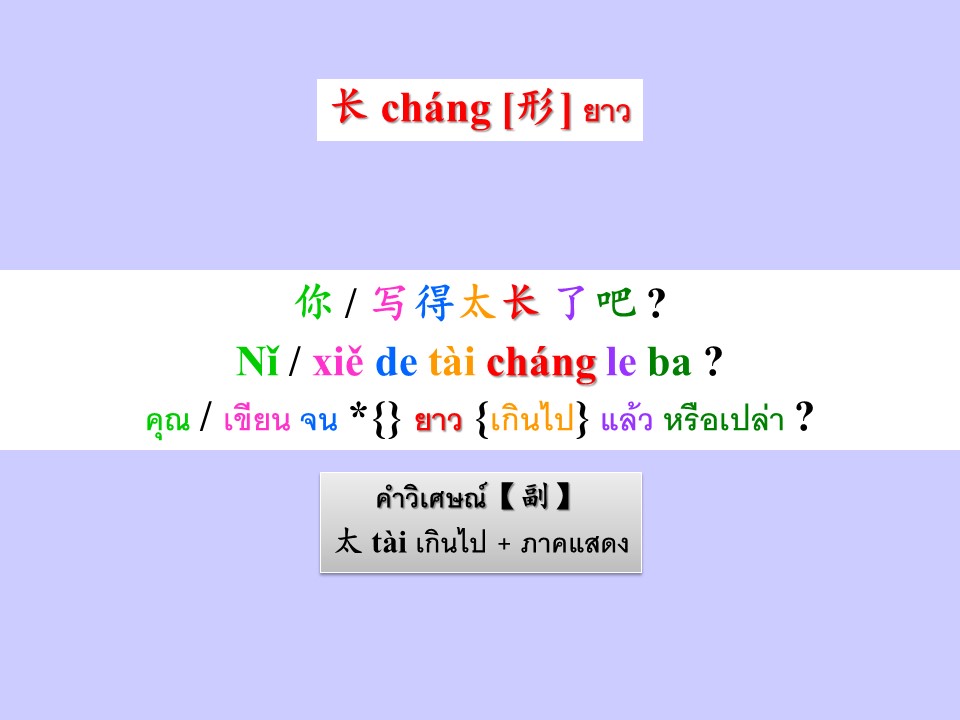 长 cháng [形] ยาว
你 / 写得太长了吧 ?
Nǐ / xiě de tài cháng le ba ?
คุณ / เขียน จน *{} ยาว {เกินไป} แล้ว หรือเปล่า ?
คำวิเศษณ์【副】
太 tài เกินไป + ภาคแสดง